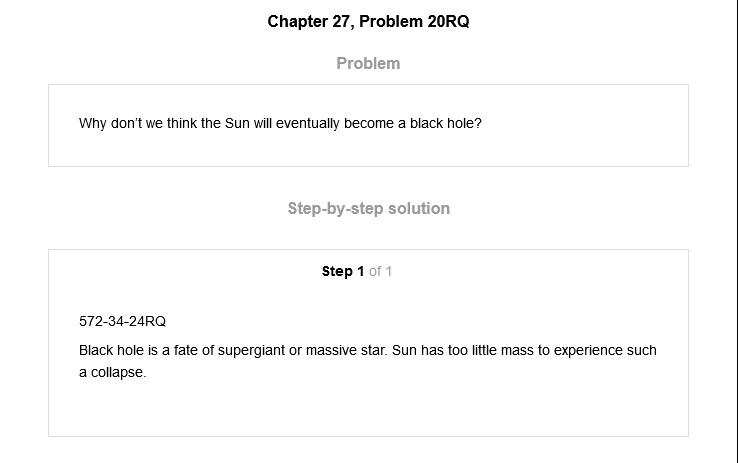 Chapter 27, Problem 20RQ
Problem
Why don't we think the Sun will eventually become a black hole?
Step-by-step solution
Step 1 of 1
572-34-24RQ
Black hole is a fate of supergiant or massive star. Sun has too little mass to experience such
a collapse.